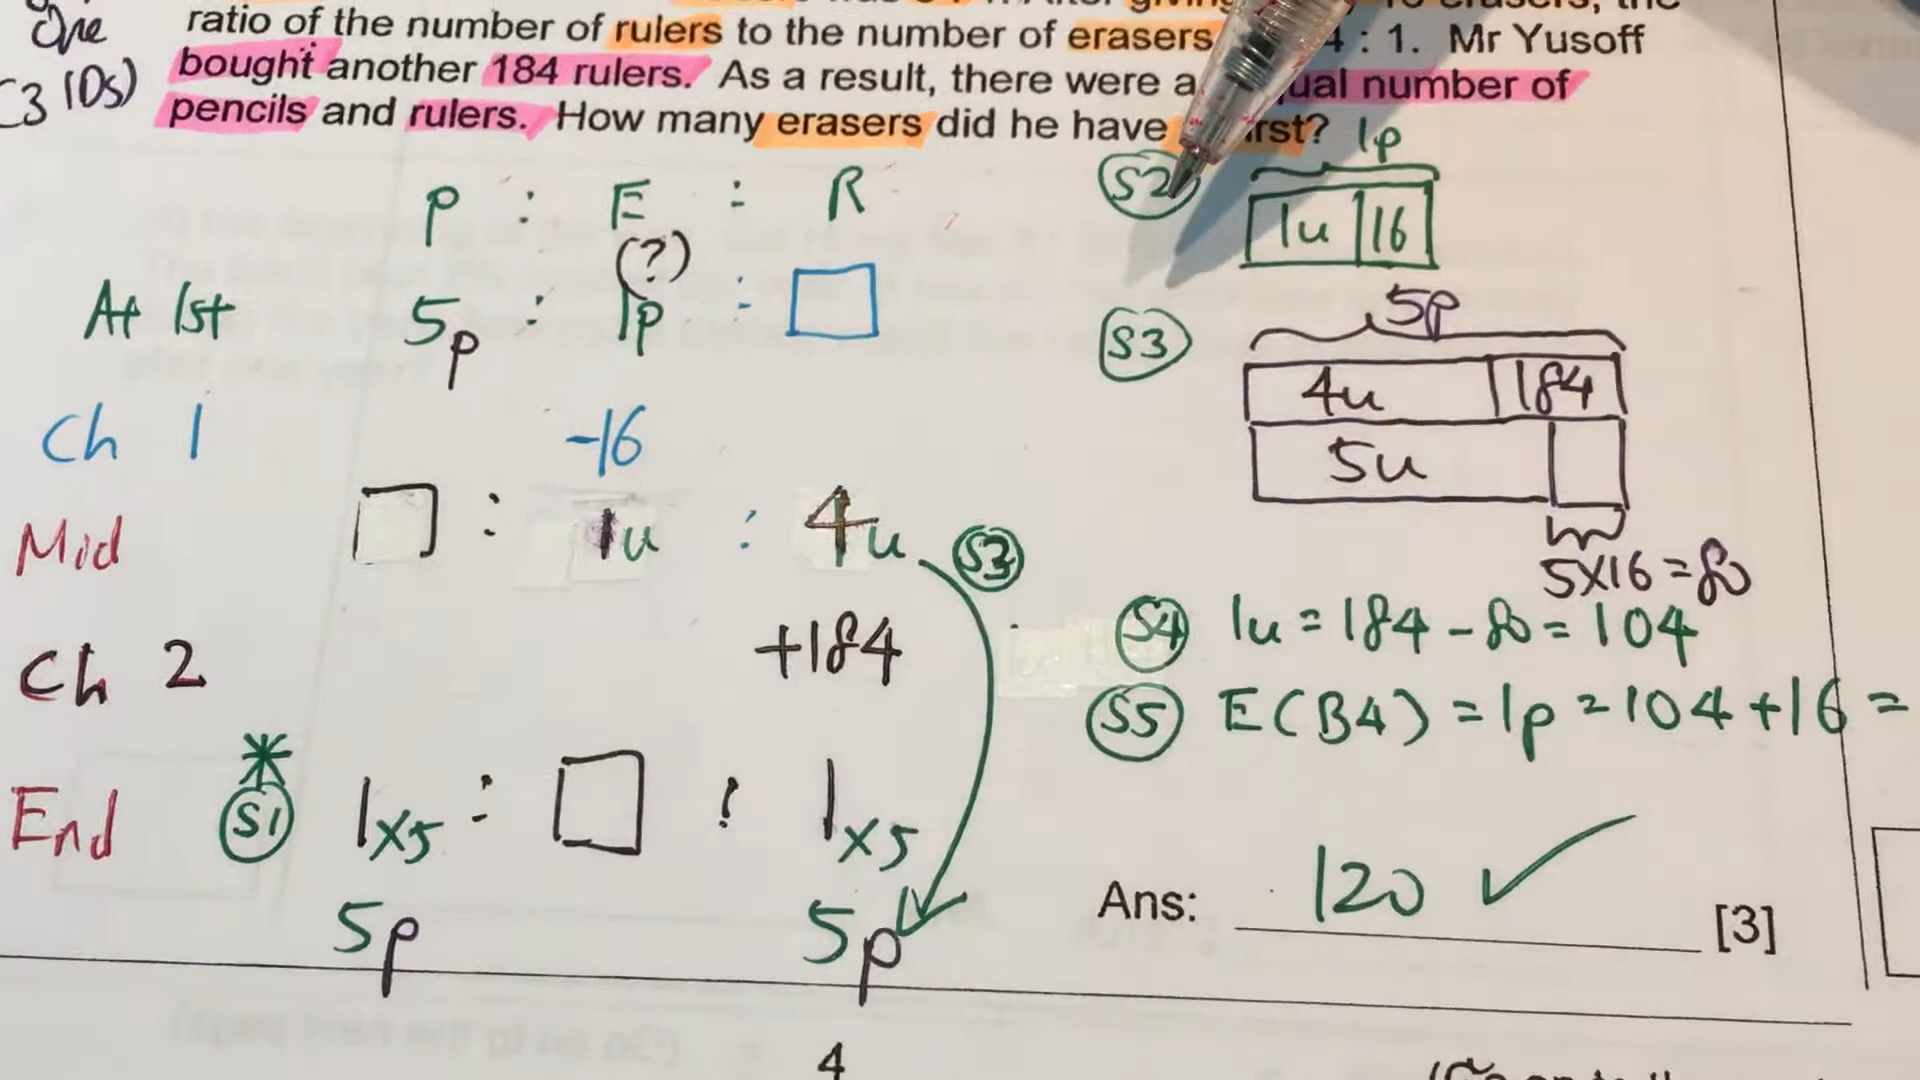 One
ratio of the number of rulers to the number of erasers 4 : 1. Mr Yusoff
(3 IDs)
bought another 184 rulers. As a result, there were a ual number of
pencils and rulers. How many erasers did he have rst?
P : E : R
(?)
At 1st 5p : 1p :
Ch 1 -16
Mid : 1u : 4u S3
Ch 2 +184
End S1 1x5 : : 1x5
5p 5p
S2 1p
1u 16
S3 5p
4u 184
5u
5x16 = 80
S4 1u = 184 - 80 = 104
S5 E(B4) = 1p = 104 + 16 =
Ans: 120 ✓ [3]
4